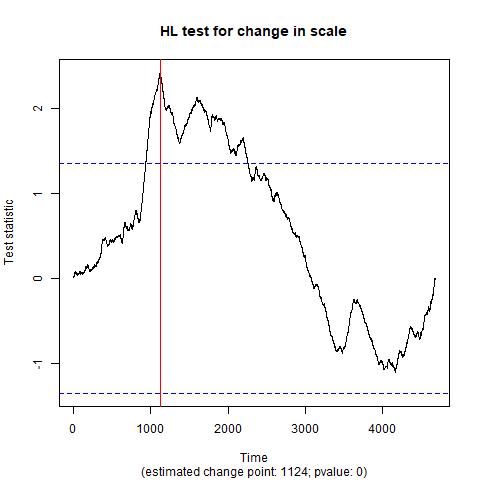 HL test for change in scale
2
1
0
-1
Test statistic
0 1000 2000 3000 4000
Time
(estimated change point: 1124; pvalue: 0)